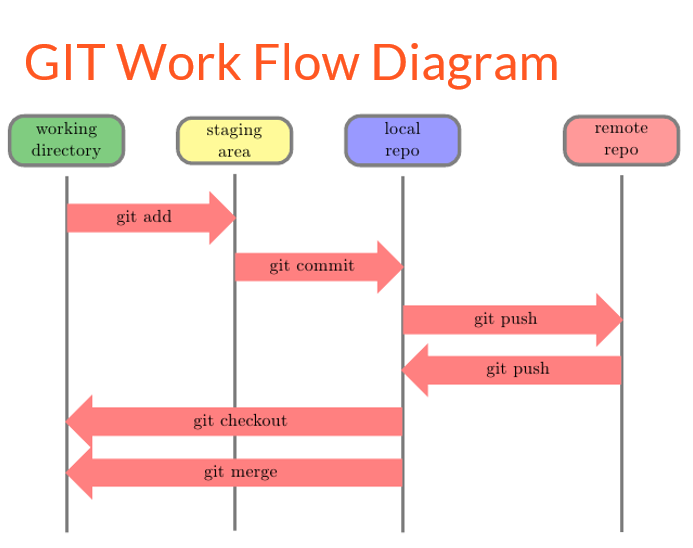 GIT Work Flow Diagram
working
directory
staging
area
local
repo
remote
repo
git add
git commit
git push
git push
git checkout
git merge